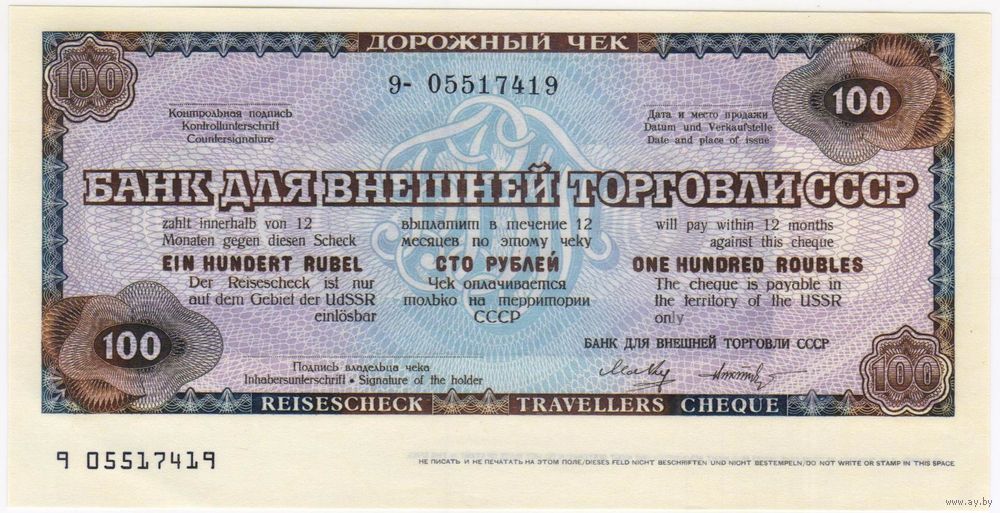 ДОРОЖНЫЙ ЧЕК
100
9- 05517419
100
Контрольная подпись
Kontrollunterschrift
Countersignature
Дата и место продажи
Datum und Verkaufstelle
Date and place of issue
БАНК ДЛЯ ВНЕШНЕЙ ТОРГОВЛИ СССР
zahlt innerhalb von 12
Monaten gegen diesen Scheck
EIN HUNDERT RUBEL
Der Reisescheck ist nur
auf dem Gebiet der UdSSR
einlösbar
выплатит в течение 12
месяцев по этому чеку
СТО РУБЛЕЙ
Чек оплачивается
только на территории
СССР
will pay within 12 months
against this cheque
ONE HUNDRED ROUBLES
The cheque is payable in
the territory of the USSR
only
БАНК ДЛЯ ВНЕШНЕЙ ТОРГОВЛИ СССР
100
Подпись владельца чека
Inhabersunterschrift • Signature of the holder
100
REISESCHECK TRAVELLERS CHEQUE
9 05517419
НЕ ПИСАТЬ И НЕ ПЕЧАТАТЬ НА ЭТОМ ПОЛЕ/DIESES FELD NICHT BESCHRIFTEN UND NICHT BESTEMPELN/DO NOT WRITE OR STAMP IN THIS SPACE
www.ay.by